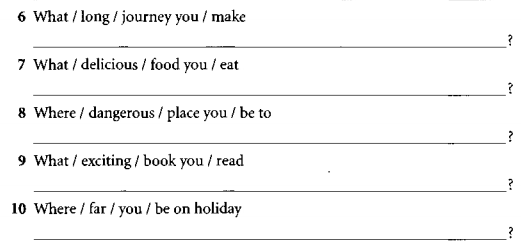 6 What / long / journey you / make
?
7 What / delicious / food you / eat
?
8 Where / dangerous / place you / be to
?
9 What / exciting / book you / read
?
10 Where / far / you / be on holiday
?